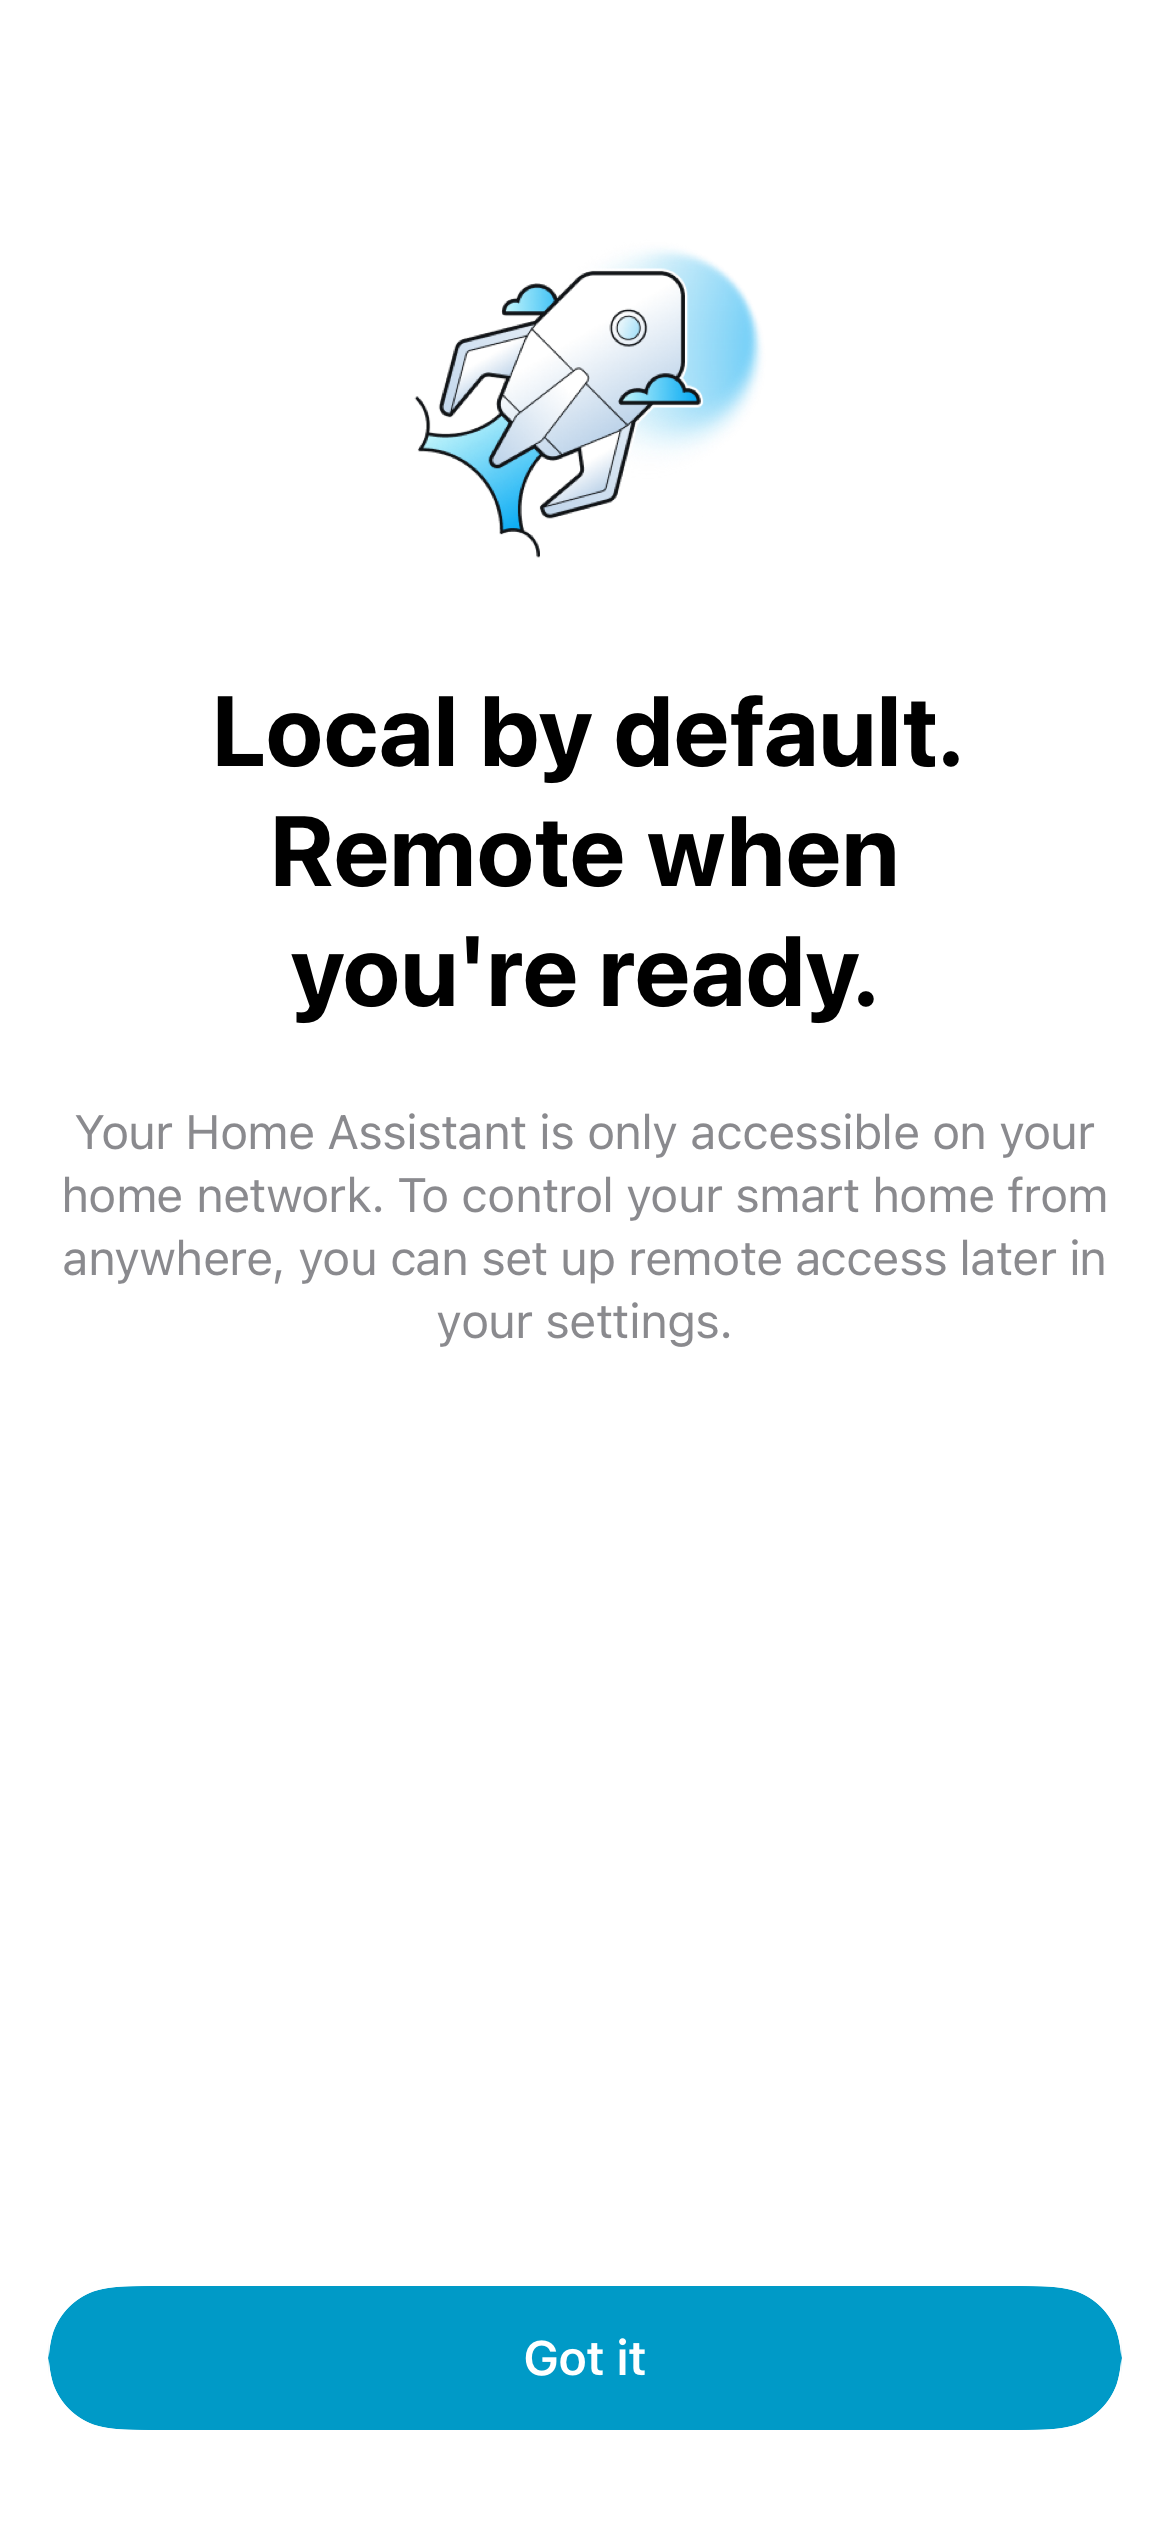 Local by default.
Remote when
you're ready.
Your Home Assistant is only accessible on your
home network. To control your smart home from
anywhere, you can set up remote access later in
your settings.
Got it